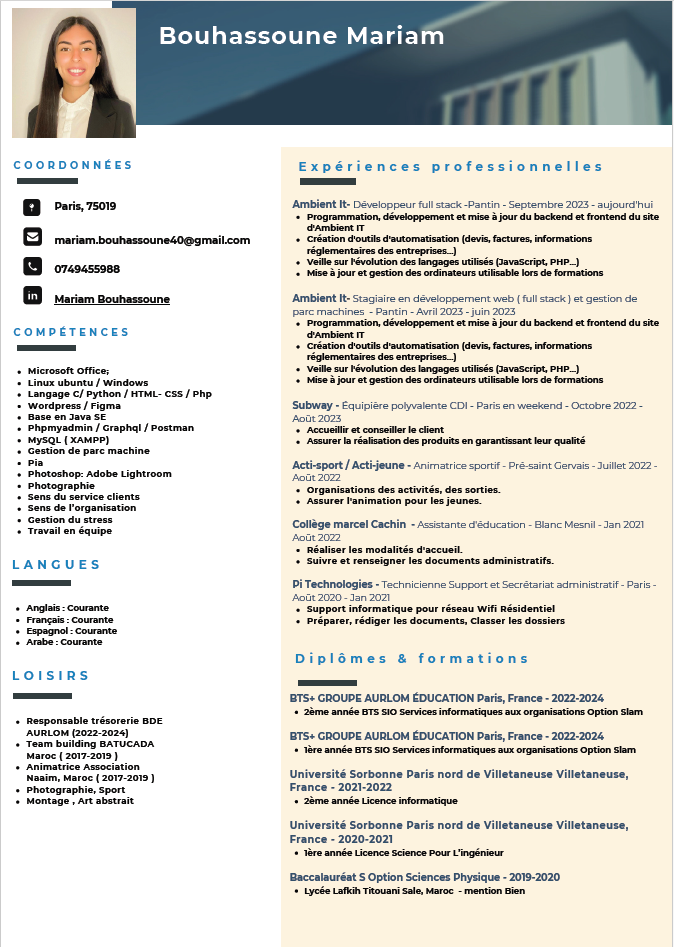 Bouhassoune Mariam
COORDONNÉES
Paris, 75019
mariam.bouhassoune40@gmail.com
0749455988
in
Mariam Bouhassoune
COMPÉTENCES
• Microsoft Office;
• Linux ubuntu / Windows
• Langage C/ Python / HTML- CSS / Php
• Wordpress / Figma
• Base en Java SE
• Phpmyadmin / Graphql / Postman
• MySQL ( XAMPP)
• Gestion de parc machine
• Pia
• Photoshop: Adobe Lightroom
• Photographie
• Sens du service clients
• Sens de l'organisation
• Gestion du stress
• Travail en équipe
LANGUES
• Anglais : Courante
• Français : Courante
• Espagnol : Courante
• Arabe : Courante
LOISIRS
• Responsable trésorerie BDE
AURLOM (2022-2024)
• Team building BATUCADA
Maroc ( 2017-2019 )
• Animatrice Association
Naaim, Maroc ( 2017-2019 )
• Photographie, Sport
• Montage , Art abstrait
Expériences professionnelles
Ambient It- Développeur full stack -Pantin - Septembre 2023 - aujourd'hui
• Programmation, développement et mise à jour du backend et frontend du site
d'Ambient IT
• Création d'outils d'automatisation (devis, factures, informations
réglementaires des entreprises...)
• Veille sur l'évolution des langages utilisés (JavaScript, PHP...)
• Mise à jour et gestion des ordinateurs utilisable lors de formations
Ambient It- Stagiaire en développement web ( full stack ) et gestion de
parc machines - Pantin - Avril 2023 - juin 2023
• Programmation, développement et mise à jour du backend et frontend du site
d'Ambient IT
• Création d'outils d'automatisation (devis, factures, informations
réglementaires des entreprises...)
• Veille sur l'évolution des langages utilisés (JavaScript, PHP...)
• Mise à jour et gestion des ordinateurs utilisable lors de formations
Subway - Équipière polyvalente CDI - Paris en weekend - Octobre 2022 -
Août 2023
• Accueillir et conseiller le client
• Assurer la réalisation des produits en garantissant leur qualité
Acti-sport / Acti-jeune - Animatrice sportif - Pré-saint Gervais - Juillet 2022 -
Août 2022
• Organisations des activités, des sorties.
• Assurer l'animation pour les jeunes.
Collège marcel Cachin - Assistante d'éducation - Blanc Mesnil - Jan 2021
Août 2022
• Réaliser les modalités d'accueil.
• Suivre et renseigner les documents administratifs.
Pi Technologies - Technicienne Support et Secrétariat administratif - Paris -
Août 2020 - Jan 2021
• Support informatique pour réseau Wifi Résidentiel
• Préparer, rédiger les documents, Classer les dossiers
Diplômes & formations
BTS+ GROUPE AURLOM ÉDUCATION Paris, France - 2022-2024
• 2ème année BTS SIO Services informatiques aux organisations Option Slam
BTS+ GROUPE AURLOM ÉDUCATION Paris, France - 2022-2024
• 1ère année BTS SIO Services informatiques aux organisations Option Slam
Université Sorbonne Paris nord de Villetaneuse Villetaneuse,
France - 2021-2022
• 2ème année Licence informatique
Université Sorbonne Paris nord de Villetaneuse Villetaneuse,
France - 2020-2021
• 1ère année Licence Science Pour L'ingénieur
Baccalauréat S Option Sciences Physique - 2019-2020
• Lycée Lafkih Titouani Sale, Maroc - mention Bien